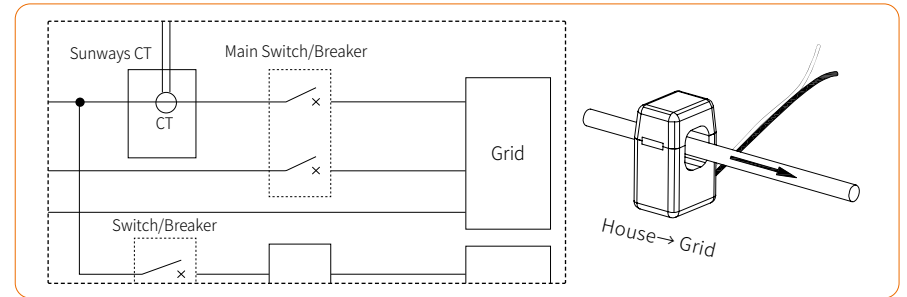 Sunways CT
Main Switch/Breaker
CT
Grid
Switch/Breaker
House→ Grid